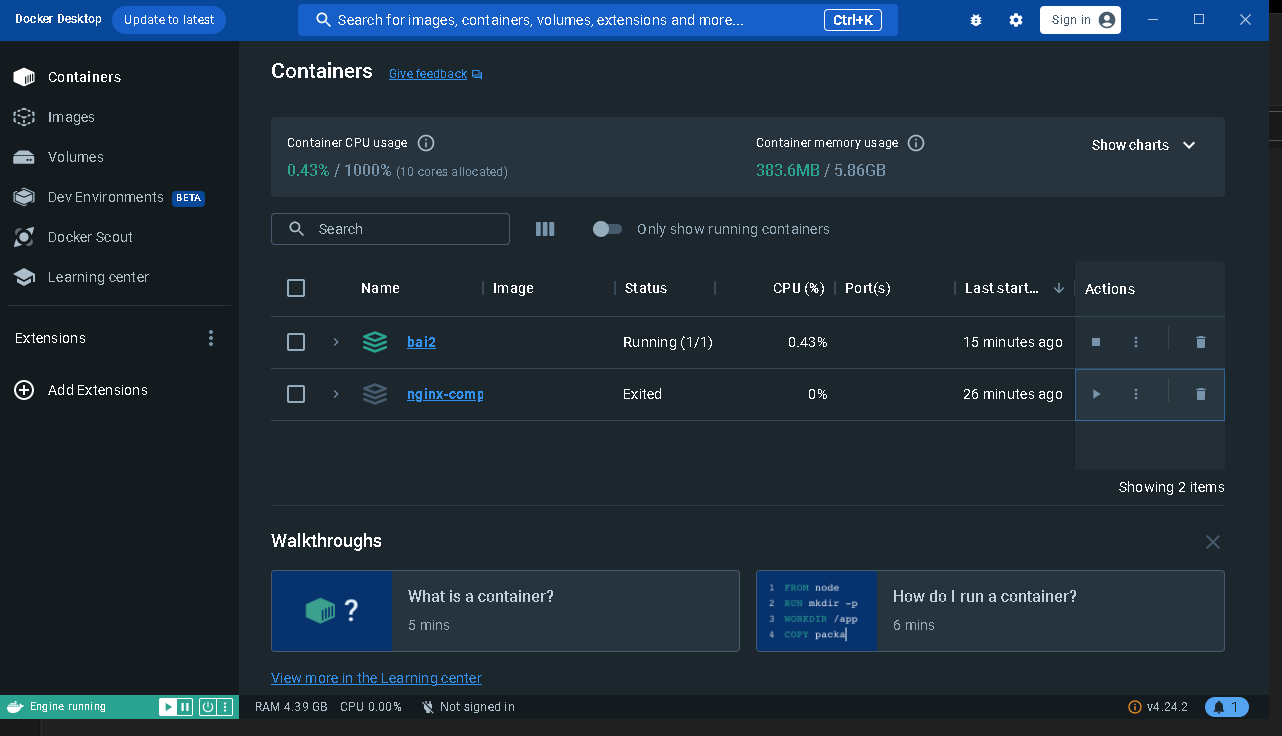 Docker Desktop Update to latest Search for images, containers, volumes, extensions and more... Ctrl+K Sign in
Containers
Images
Volumes
Dev Environments BETA
Docker Scout
Learning center
Extensions
Add Extensions
Containers Give feedback
Container CPU usage
0.43% / 1000% (10 cores allocated)
Container memory usage
383.6MB / 5.86GB
Show charts
Search Only show running containers
Name Image Status CPU (%) Port(s) Last start... Actions
bai2 Running (1/1) 0.43% 15 minutes ago
nginx-comp Exited 0% 26 minutes ago
Showing 2 items
Walkthroughs
?
What is a container?
5 mins
1 FROM node
2 RUN mkdir -p
3 WORKDIR /app
4 COPY packa
How do I run a container?
6 mins
View more in the Learning center
Engine running RAM 4.39 GB CPU 0.00% Not signed in v4.24.2 1